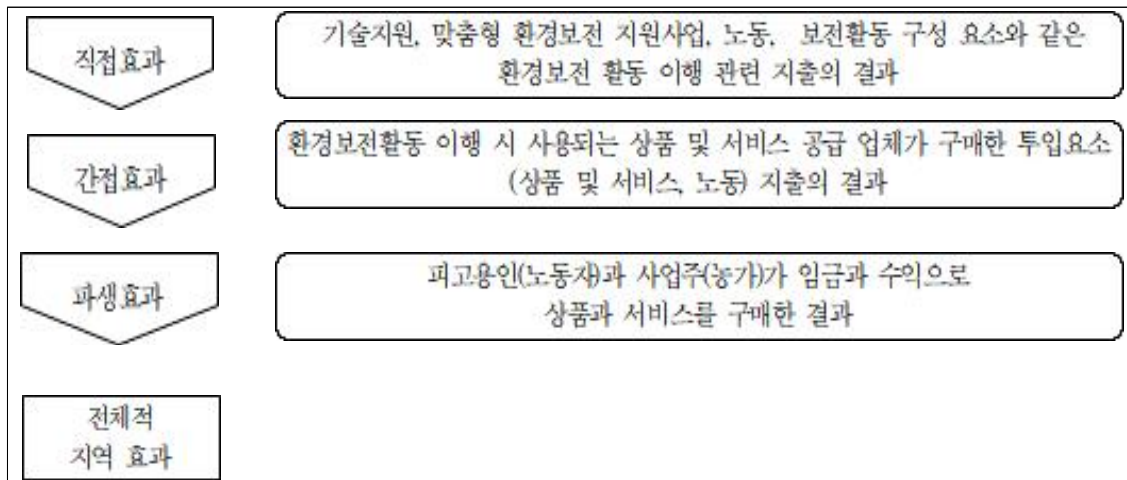 직접효과
기술지원, 맞춤형 환경보전 지원사업, 노동, 보전활동 구성 요소와 같은
환경보전 활동 이행 관련 지출의 결과
간접효과
환경보전활동 이행 시 사용되는 상품 및 서비스 공급 업체가 구매한 투입요소
(상품 및 서비스, 노동) 지출의 결과
파생효과
피고용인(노동자)과 사업주(농가)가 임금과 수익으로
상품과 서비스를 구매한 결과
전체적
지역 효과